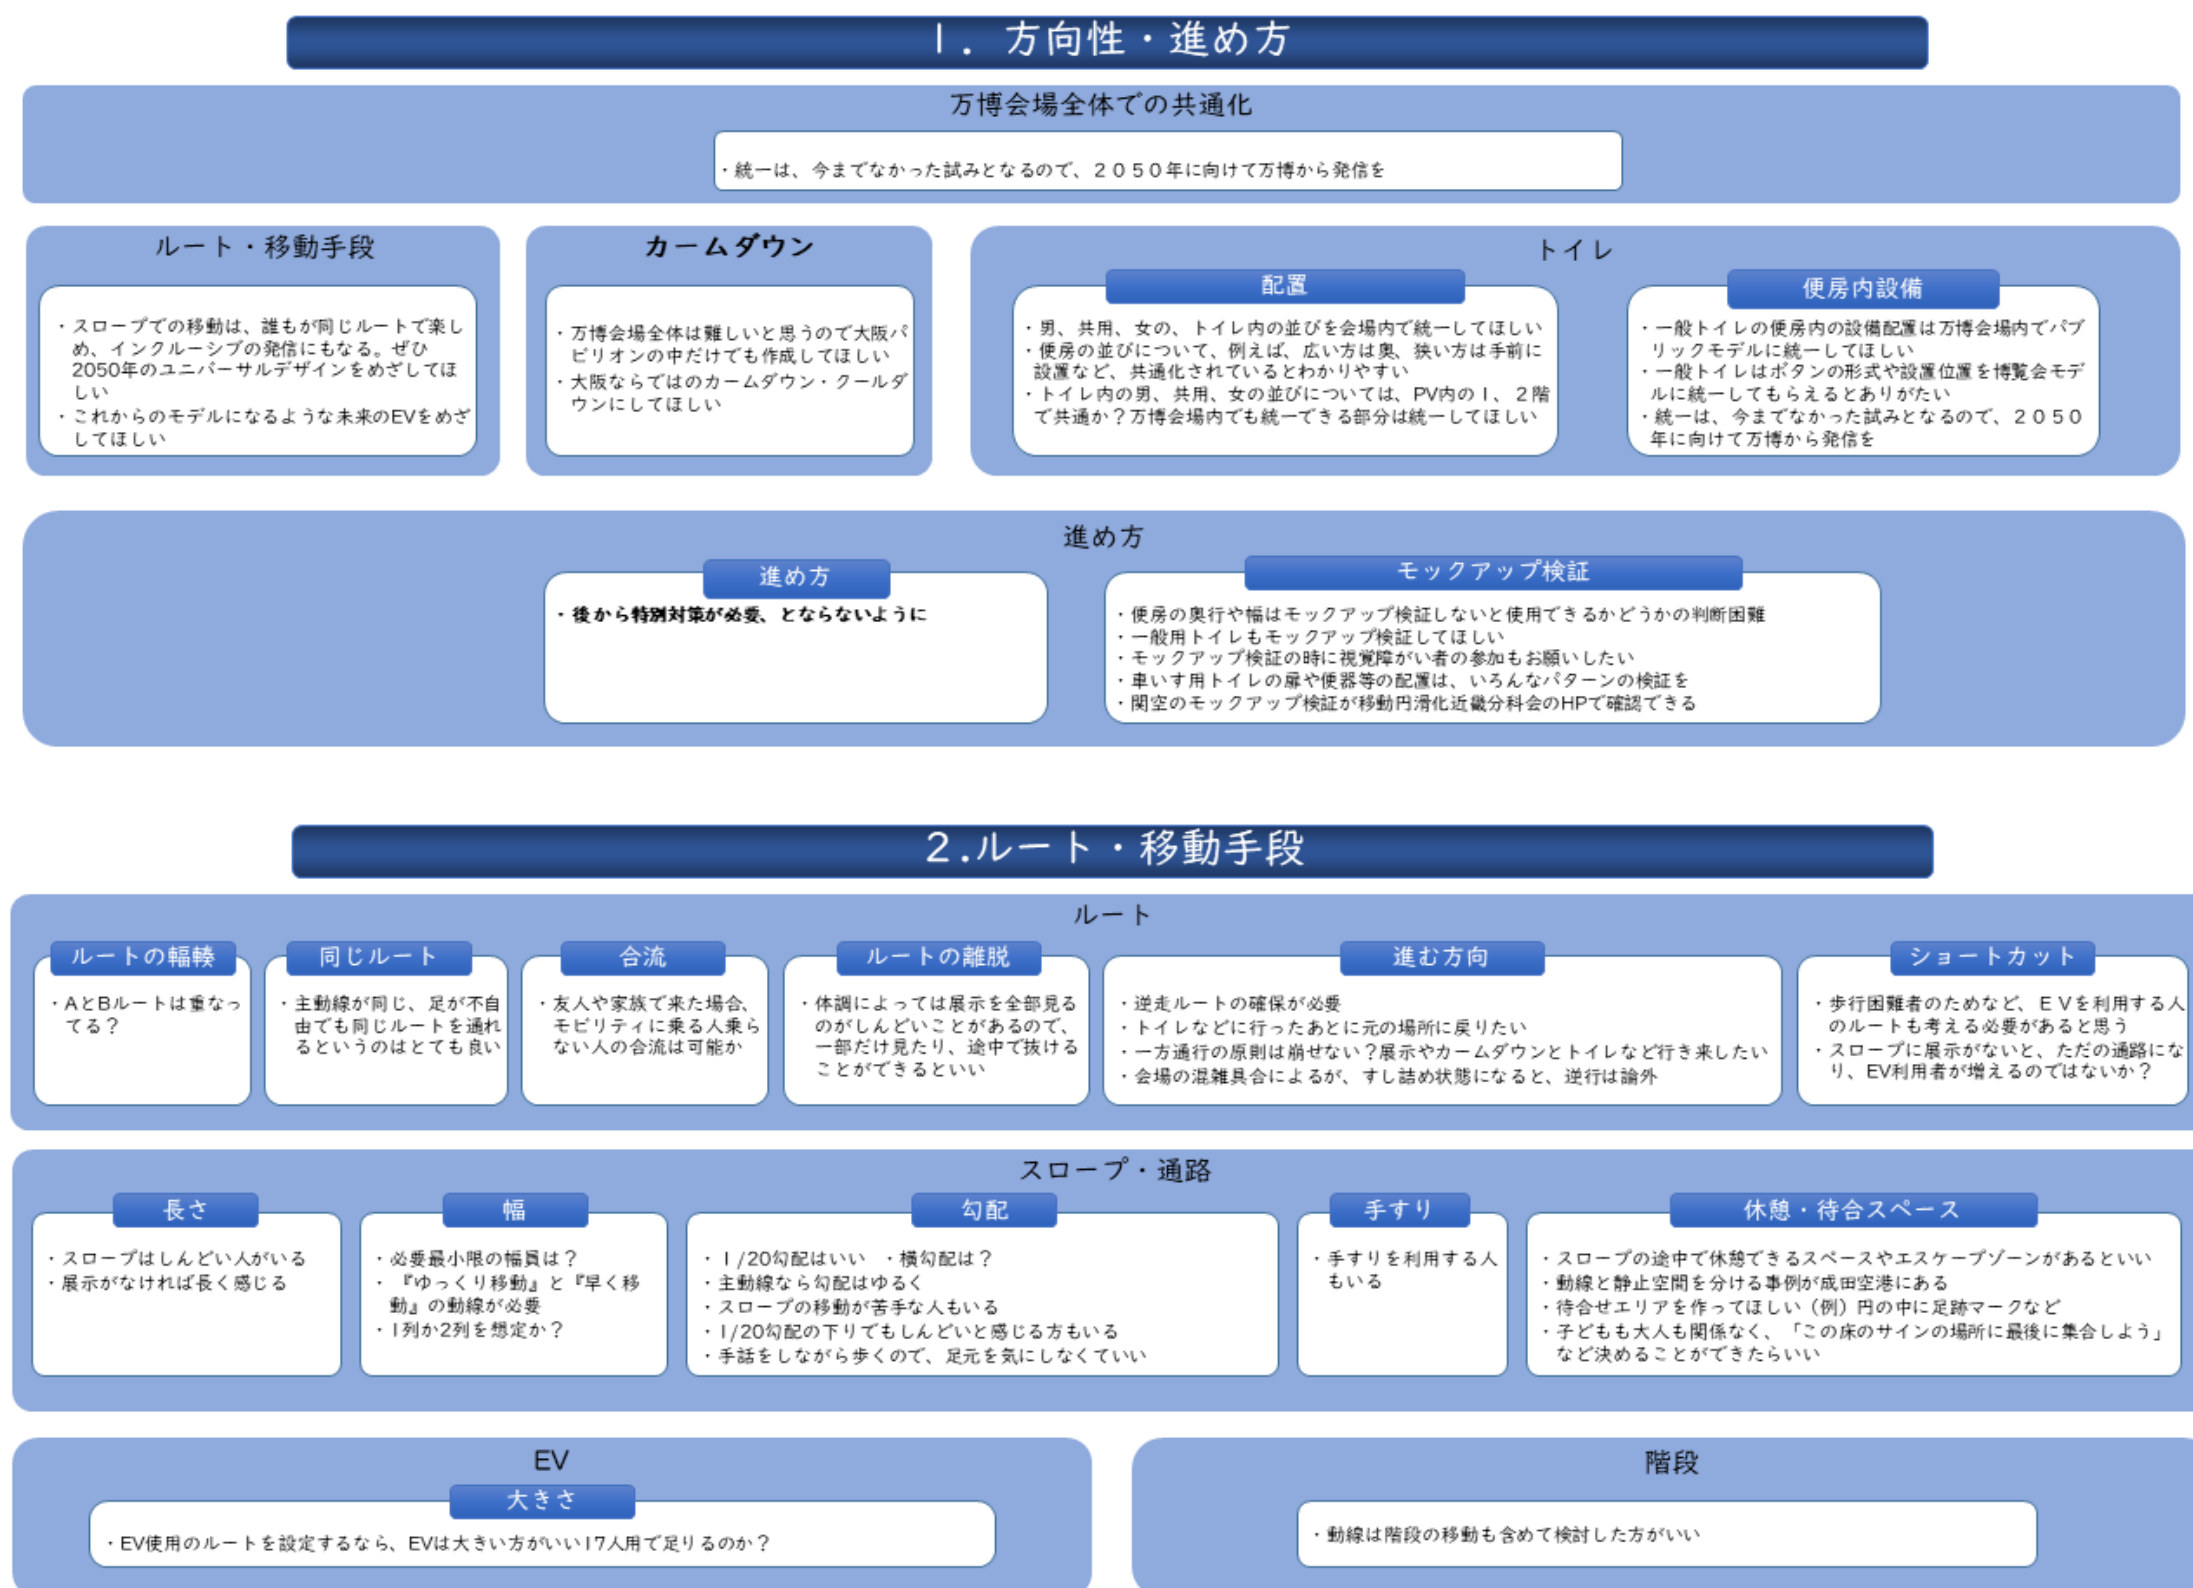 １．方向性・進め方
万博会場全体での共通化
・統一は、今までなかった試みとなるので、２０５０年に向けて万博から発信を
ルート・移動手段
・スロープでの移動は、誰もが同じルートで楽し
め、インクルーシブの発信にもなる。ぜひ
2050年のユニバーサルデザインをめざしてほ
しい
・これからのモデルになるような未来のEVをめざ
してほしい
カームダウン
・万博会場全体は難しいと思うので大阪パ
ビリオンの中だけでも作成してほしい
・大阪ならではのカームダウン・クールダ
ウンにしてほしい
トイレ
配置
・男、共用、女の、トイレ内の並びを会場内で統一してほしい
・便房の並びについて、例えば、広い方は奥、狭い方は手前に
設置など、共通化されているとわかりやすい
・トイレ内の男、共用、女の並びについては、PV内の１、２階
で共通か？万博会場内でも統一できる部分は統一してほしい
便房内設備
・一般トイレの便房内の設備配置は万博会場内でパブ
リックモデルに統一してほしい
・一般トイレはボタンの形式や設置位置を博覧会モデ
ルに統一してもらえるとありがたい
・統一は、今までなかった試みとなるので、２０５０
年に向けて万博から発信を
進め方
進め方
・後から特別対策が必要、とならないように
モックアップ検証
・便房の奥行や幅はモックアップ検証しないと使用できるかどうかの判断困難
・一般用トイレもモックアップ検証してほしい
・モックアップ検証の時に視覚障がい者の参加もお願いしたい
・車いす用トイレの扉や便器等の配置は、いろんなパターンの検証を
・関空のモックアップ検証が移動円滑化近畿分科会のHPで確認できる
２.ルート・移動手段
ルート
ルートの輻輳
・AとBルートは重なっ
てる？
同じルート
・主動線が同じ、足が不自
由でも同じルートを通れ
るというのはとても良い
合流
・友人や家族で来た場合、
モビリティに乗る人乗ら
ない人の合流は可能か
ルートの離脱
・体調によっては展示を全部見る
のがしんどいことがあるので、
一部だけ見たり、途中で抜ける
ことができるといい
進む方向
・逆走ルートの確保が必要
・トイレなどに行ったあとに元の場所に戻りたい
・一方通行の原則は崩せない？展示やカームダウンとトイレなど行き来したい
・会場の混雑具合によるが、すし詰め状態になると、逆行は論外
ショートカット
・歩行困難者のためなど、ＥＶを利用する人
のルートも考える必要があると思う
・スロープに展示がないと、ただの通路にな
り、EV利用者が増えるのではないか？
スロープ・通路
長さ
・スロープはしんどい人がいる
・展示がなければ長く感じる
幅
・必要最小限の幅員は？
・『ゆっくり移動』と『早く移
動』の動線が必要
・1列か2列を想定か？
勾配
・１/20勾配はいい　・横勾配は？
・主動線なら勾配はゆるく
・スロープの移動が苦手な人もいる
・1/20勾配の下りでもしんどいと感じる方もいる
・手話をしながら歩くので、足元を気にしなくていい
手すり
・手すりを利用する人
もいる
休憩・待合スペース
・スロープの途中で休憩できるスペースやエスケープゾーンがあるといい
・動線と静止空間を分ける事例が成田空港にある
・待合せエリアを作ってほしい（例）円の中に足跡マークなど
・子どもも大人も関係なく、「この床のサインの場所に最後に集合しよう」
など決めることができたらいい
EV
大きさ
・EV使用のルートを設定するなら、EVは大きい方がいい17人用で足りるのか？
階段
・動線は階段の移動も含めて検討した方がいい